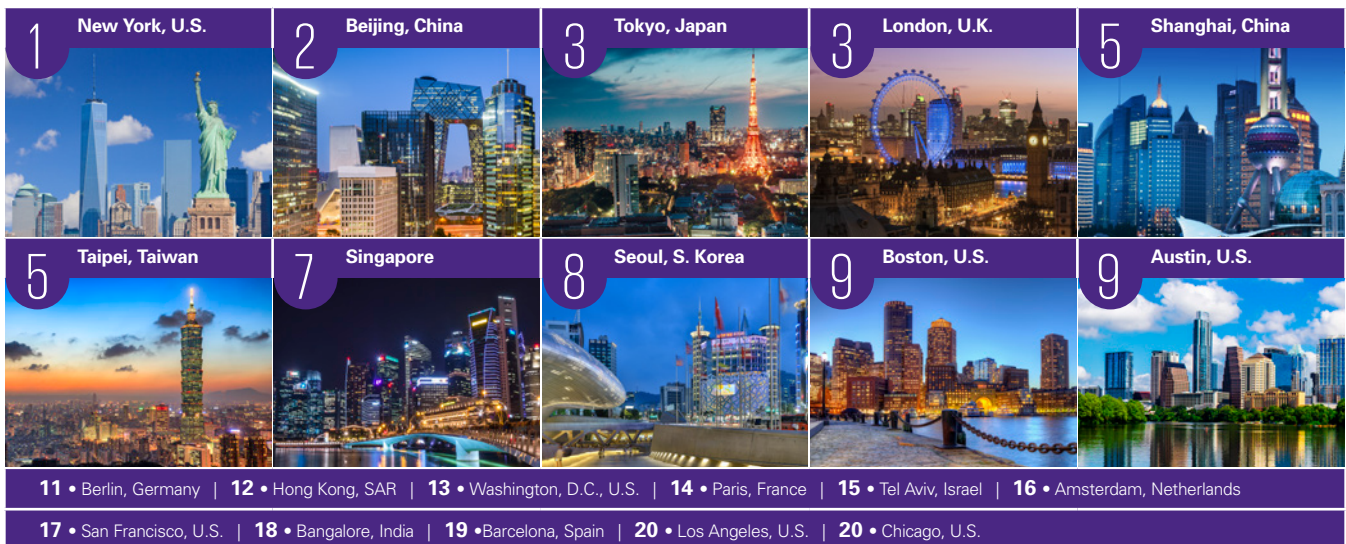 1 New York, U.S.
2 Beijing, China
3 Tokyo, Japan
3 London, U.K.
5 Shanghai, China
5 Taipei, Taiwan
7 Singapore
8 Seoul, S. Korea
9 Boston, U.S.
9 Austin, U.S.
11 • Berlin, Germany | 12 • Hong Kong, SAR | 13 • Washington, D.C., U.S. | 14 • Paris, France | 15 • Tel Aviv, Israel | 16 • Amsterdam, Netherlands
17 • San Francisco, U.S. | 18 • Bangalore, India | 19 •Barcelona, Spain | 20 • Los Angeles, U.S. | 20 • Chicago, U.S.